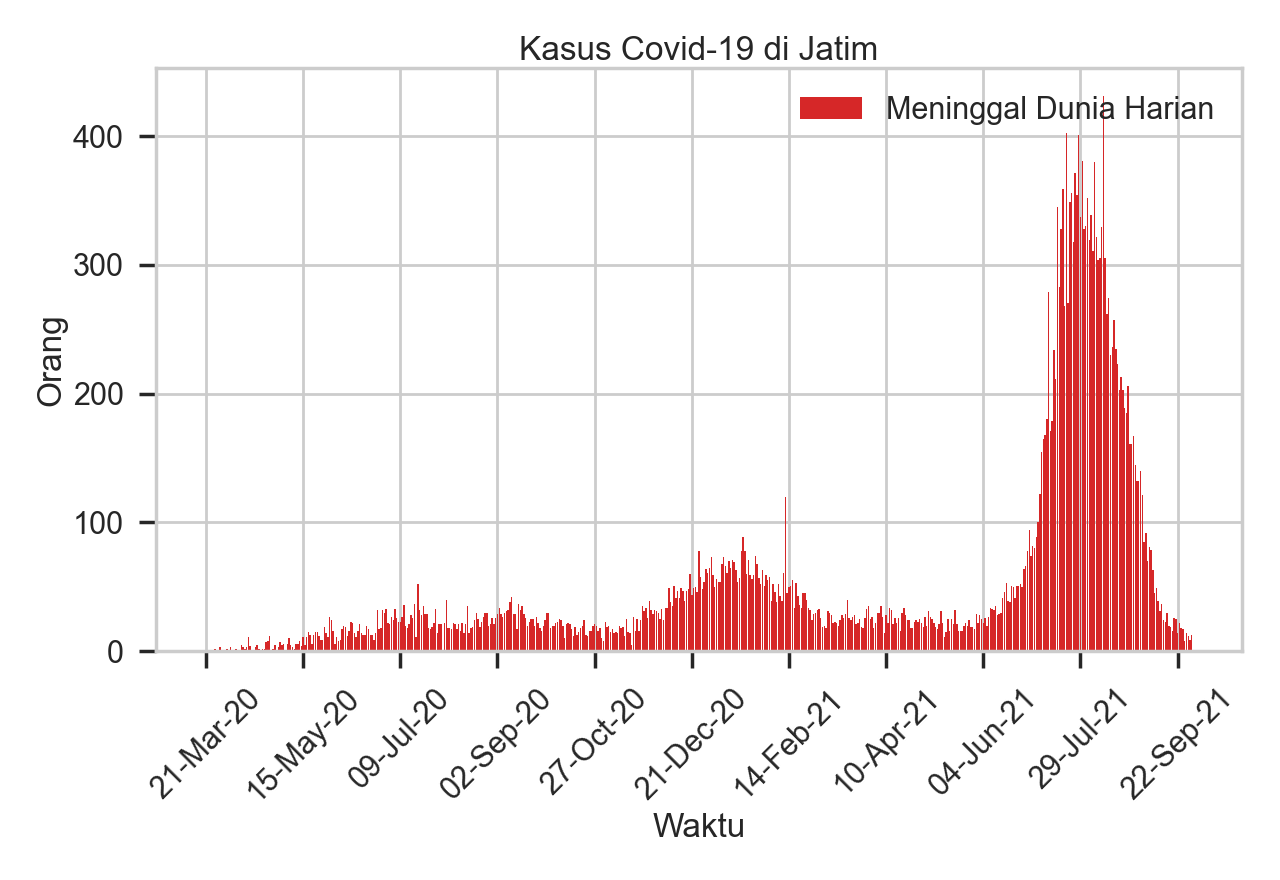 Kasus Covid-19 di Jatim
Meninggal Dunia Harian
400
300
200
100
0
Orang
21-Mar-20
15-May-20
09-Jul-20
02-Sep-20
27-Oct-20
21-Dec-20
14-Feb-21
10-Apr-21
04-Jun-21
29-Jul-21
22-Sep-21
Waktu